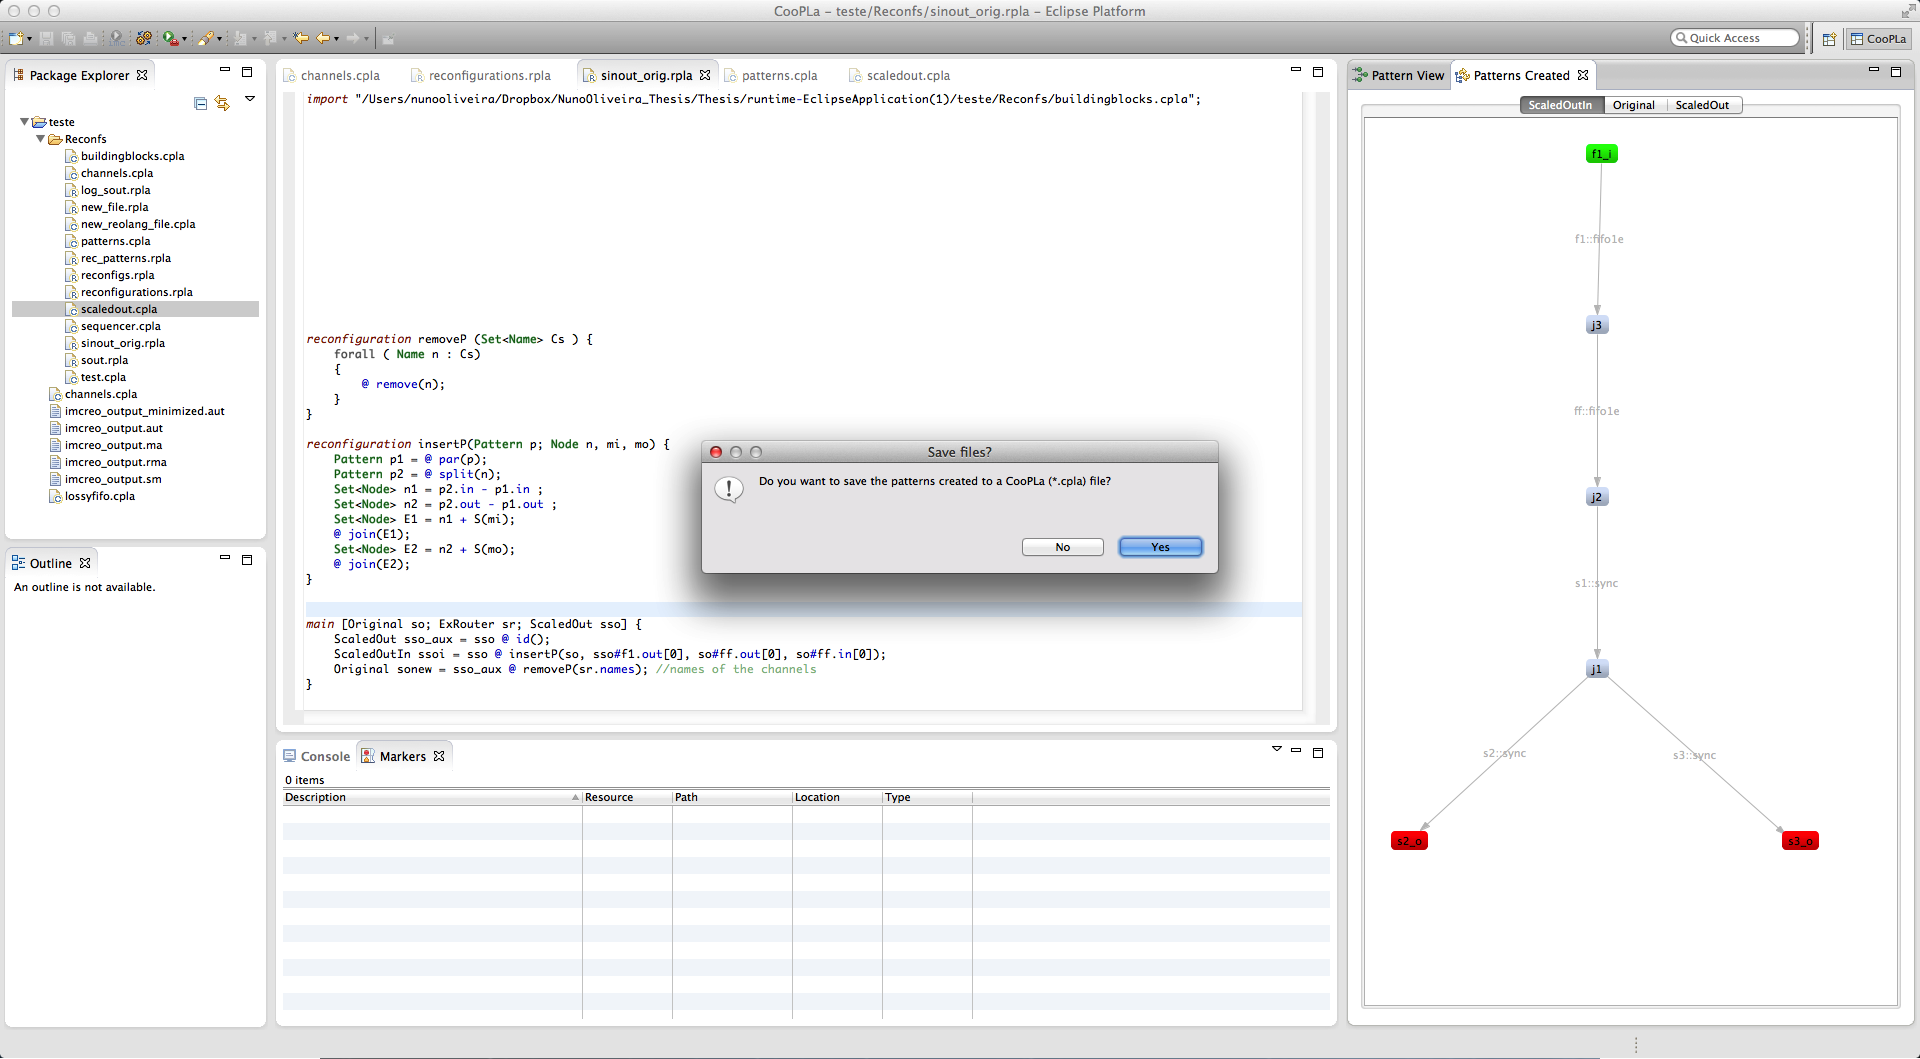 CooPLa – teste/Reconfs/sinout_orig.rpla – Eclipse Platform
Quick Access
CooPLa
Package Explorer
teste
Reconfs
buildingblocks.cpla
channels.cpla
log_sout.rpla
new_file.rpla
new_reolang_file.cpla
patterns.cpla
rec_patterns.rpla
reconfigs.rpla
reconfigurations.rpla
scaledout.cpla
sequencer.cpla
sinout_orig.rpla
sout.rpla
test.cpla
channels.cpla
imcreo_output_minimized.aut
imcreo_output.aut
imcreo_output.ma
imcreo_output.rma
imcreo_output.sm
lossyfifo.cpla
Outline
An outline is not available.
channels.cpla
reconfigurations.rpla
sinout_orig.rpla
patterns.cpla
scaledout.cpla
import "/Users/nunooliveira/Dropbox/NunoOliveira_Thesis/Thesis/runtime-EclipseApplication(1)/teste/Reconfs/buildingblocks.cpla";
reconfiguration removeP (Set<Name> Cs ) {
forall ( Name n : Cs)
{
@ remove(n);
}
}
reconfiguration insertP(Pattern p; Node n, mi, mo) {
Pattern p1 = @ par(p);
Pattern p2 = @ split(n);
Set<Node> n1 = p2.in - p1.in ;
Set<Node> n2 = p2.out - p1.out ;
Set<Node> E1 = n1 + S(mi);
@ join(E1);
Set<Node> E2 = n2 + S(mo);
@ join(E2);
}
main [Original so; ExRouter sr; ScaledOut sso] {
ScaledOut sso_aux = sso @ id();
ScaledOutIn ssoi = sso @ insertP(so, sso#f1.out[0], so#ff.out[0], so#ff.in[0]);
Original sonew = sso_aux @ removeP(sr.names); //names of the channels
}
Save files?
Do you want to save the patterns created to a CooPLa (*.cpla) file?
No
Yes
Console
Markers
0 items
Description
Resource
Path
Location
Type
Pattern View
Patterns Created
ScaledOutIn
Original
ScaledOut
f1_i
f1::fifo1e
j3
ff::fifo1e
j2
s1::sync
j1
s2::sync
s3::sync
s2_o
s3_o